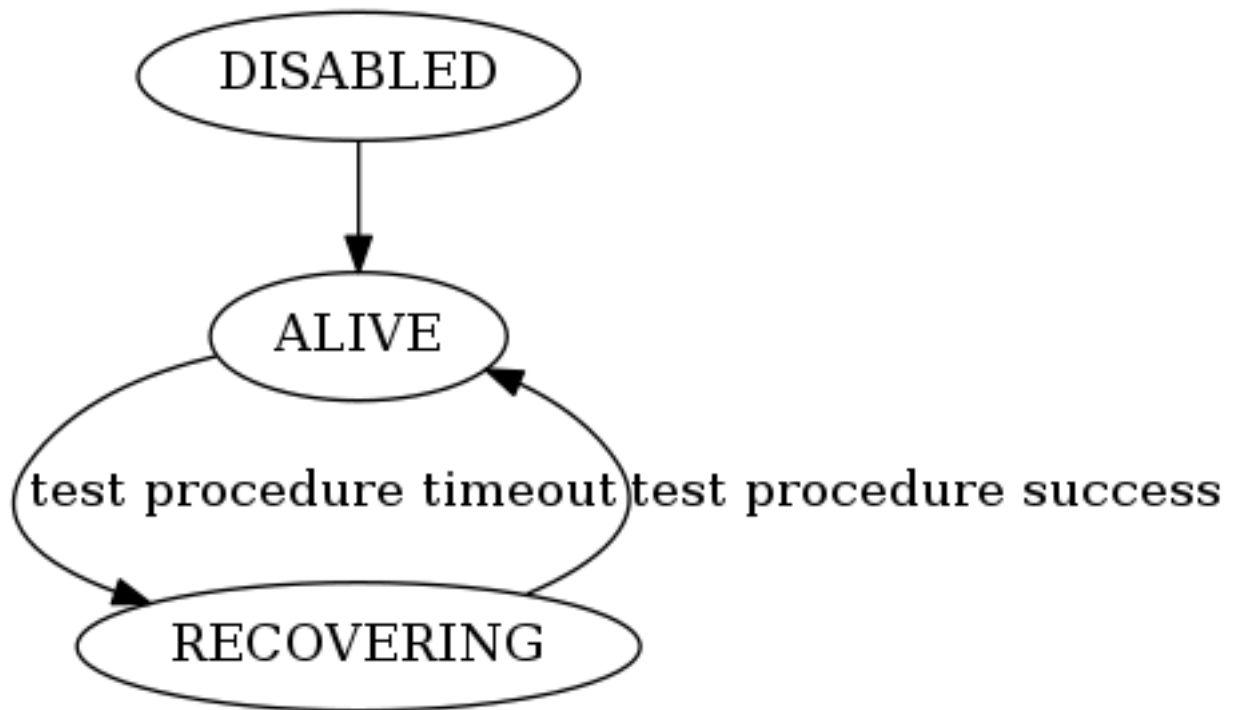 DISABLED
ALIVE
test procedure timeout
test procedure success
RECOVERING